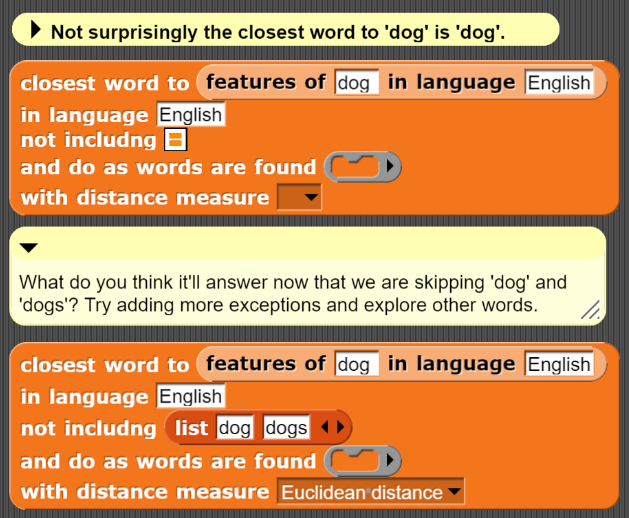 Not surprisingly the closest word to 'dog' is 'dog'.
closest word to features of dog in language English
in language English
not includng
and do as words are found
with distance measure
What do you think it'll answer now that we are skipping 'dog' and
'dogs'? Try adding more exceptions and explore other words.
closest word to features of dog in language English
in language English
not includng list dog dogs
and do as words are found
with distance measure Euclidean distance